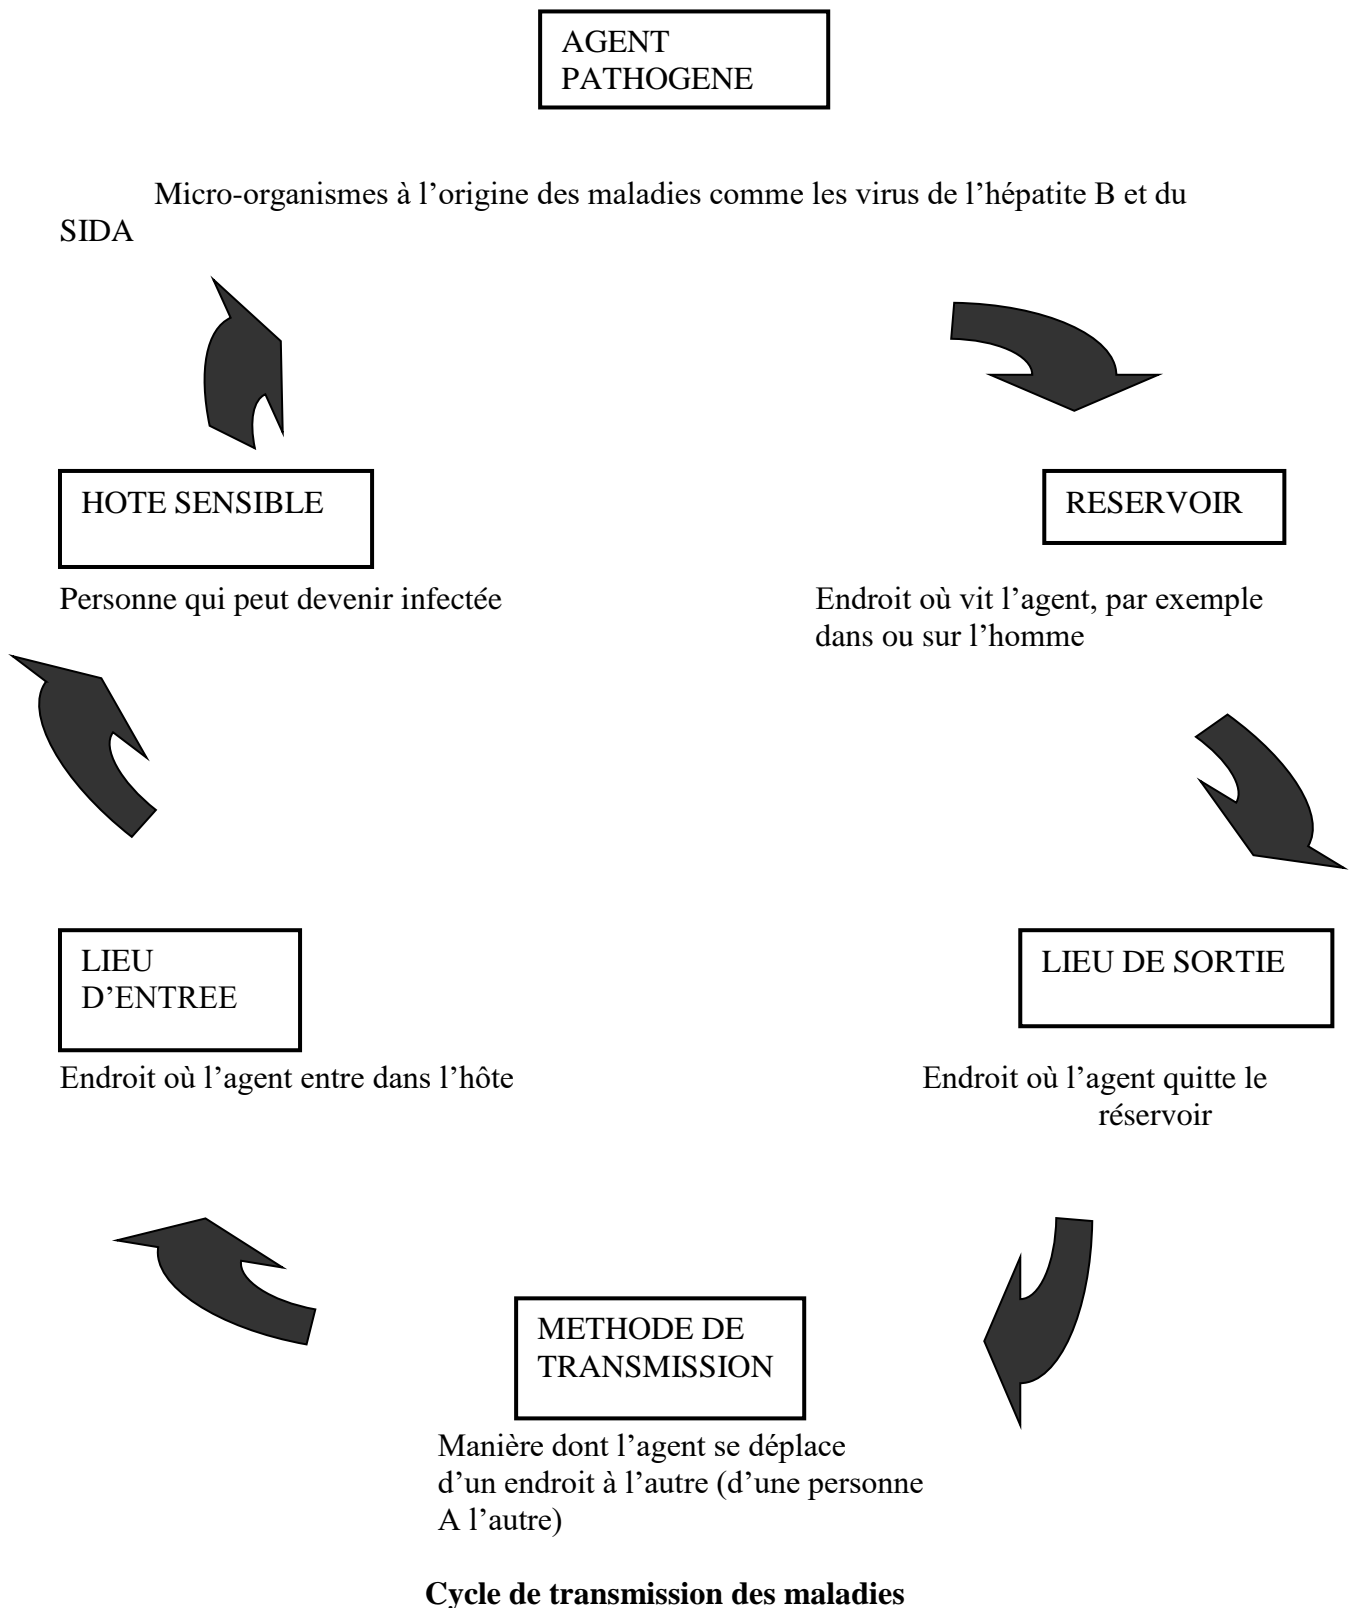 AGENT
PATHOGENE
Micro-organismes à l’origine des maladies comme les virus de l’hépatite B et du
SIDA
HOTE SENSIBLE
RESERVOIR
Personne qui peut devenir infectée
Endroit où vit l’agent, par exemple
dans ou sur l’homme
LIEU
D’ENTREE
LIEU DE SORTIE
Endroit où l’agent entre dans l’hôte
Endroit où l’agent quitte le
réservoir
METHODE DE
TRANSMISSION
Manière dont l’agent se déplace
d’un endroit à l’autre (d’une personne
A l’autre)
Cycle de transmission des maladies